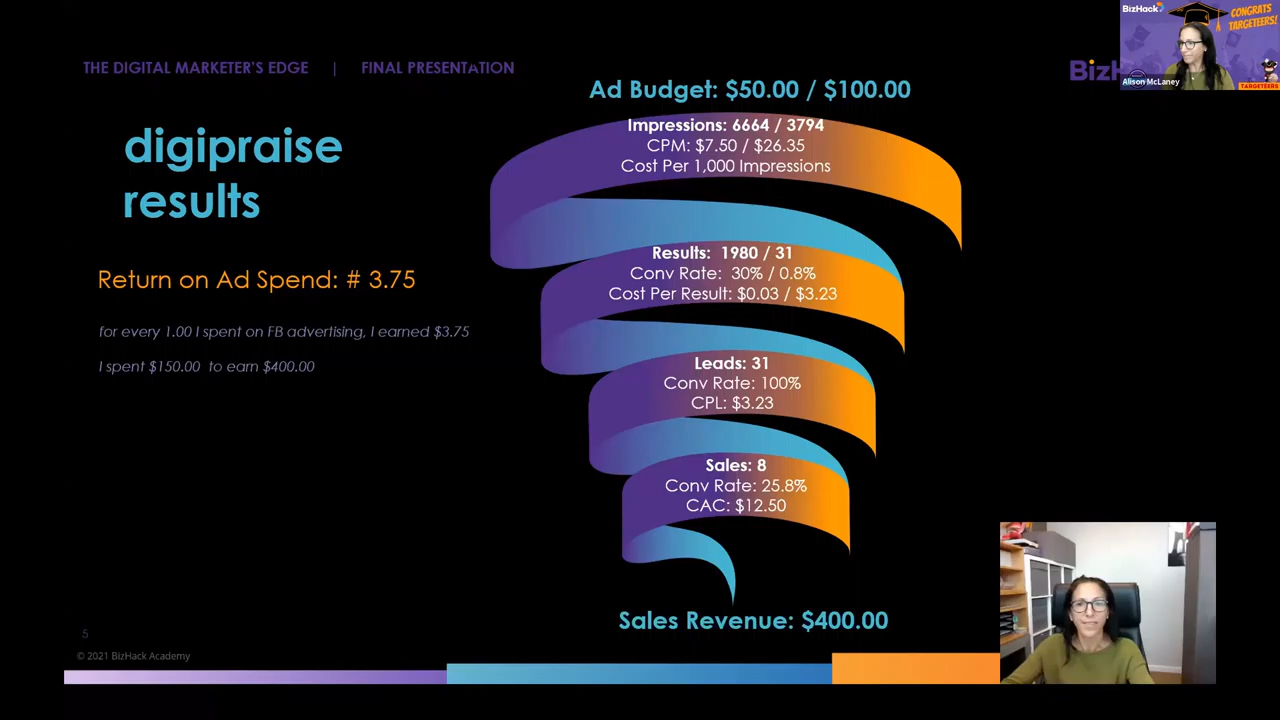 BizHack
CONGRATS
TARGETEERS!
Alison McLaney
TARGETEERS
THE DIGITAL MARKETER'S EDGE | FINAL PRESENTATION
digipraise
results
Return on Ad Spend: # 3.75
for every 1.00 I spent on FB advertising, I earned $3.75
I spent $150.00 to earn $400.00
Ad Budget: $50.00 / $100.00
Impressions: 6664 / 3794
CPM: $7.50 / $26.35
Cost Per 1,000 Impressions
Results: 1980 / 31
Conv Rate: 30% / 0.8%
Cost Per Result: $0.03 / $3.23
Leads: 31
Conv Rate: 100%
CPL: $3.23
Sales: 8
Conv Rate: 25.8%
CAC: $12.50
Sales Revenue: $400.00
5
© 2021 BizHack Academy